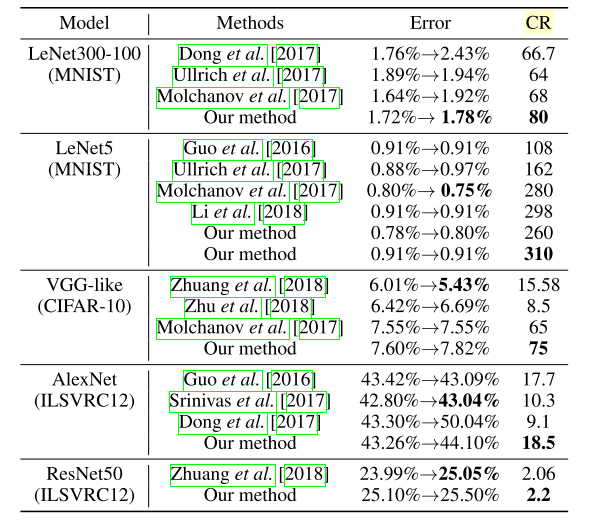 Model Methods Error CR
LeNet300-100 Dong et al. [2017] 1.76%→2.43% 66.7
(MNIST) Ullrich et al. [2017] 1.89%→1.94% 64
Molchanov et al. [2017] 1.64%→1.92% 68
Our method 1.72%→ 1.78% 80
LeNet5 Guo et al. [2016] 0.91%→0.91% 108
(MNIST) Ullrich et al. [2017] 0.88%→0.97% 162
Molchanov et al. [2017] 0.80%→ 0.75% 280
Li et al. [2018] 0.91%→0.91% 298
Our method 0.78%→0.80% 260
Our method 0.91%→0.91% 310
VGG-like Zhuang et al. [2018] 6.01%→5.43% 15.58
(CIFAR-10) Zhu et al. [2018] 6.42%→6.69% 8.5
Molchanov et al. [2017] 7.55%→7.55% 65
Our method 7.60%→7.82% 75
AlexNet Guo et al. [2016] 43.42%→43.09% 17.7
(ILSVRC12) Srinivas et al. [2017] 42.80%→43.04% 10.3
Dong et al. [2017] 43.30%→50.04% 9.1
Our method 43.26%→44.10% 18.5
ResNet50 Zhuang et al. [2018] 23.99%→25.05% 2.06
(ILSVRC12) Our method 25.10%→25.50% 2.2